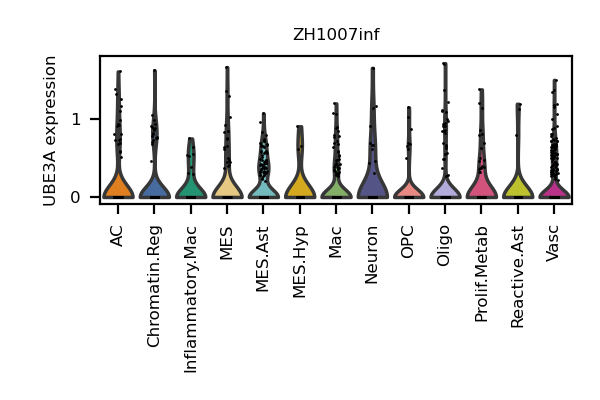 ZH1007inf
UBE3A expression
1
0
AC
Chromatin.Reg
Inflammatory.Mac
MES
MES.Ast
MES.Hyp
Mac
Neuron
OPC
Oligo
Prolif.Metab
Reactive.Ast
Vasc